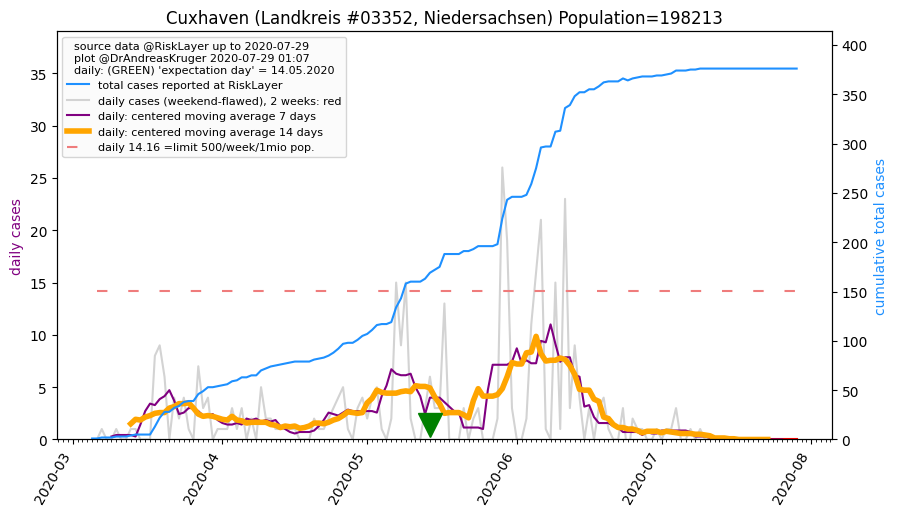 Cuxhaven (Landkreis #03352, Niedersachsen) Population=198213
source data @RiskLayer up to 2020-07-29
plot @DrAndreasKruger 2020-07-29 01:07
daily: (GREEN) 'expectation day' = 14.05.2020
total cases reported at RiskLayer
daily cases (weekend-flawed), 2 weeks: red
daily: centered moving average 7 days
daily: centered moving average 14 days
daily 14.16 =limit 500/week/1mio pop.
daily cases
35
30
25
20
15
10
5
0
400
350
300
250
200
150
100
50
0
cumulative total cases
2020-03
2020-04
2020-05
2020-06
2020-07
2020-08